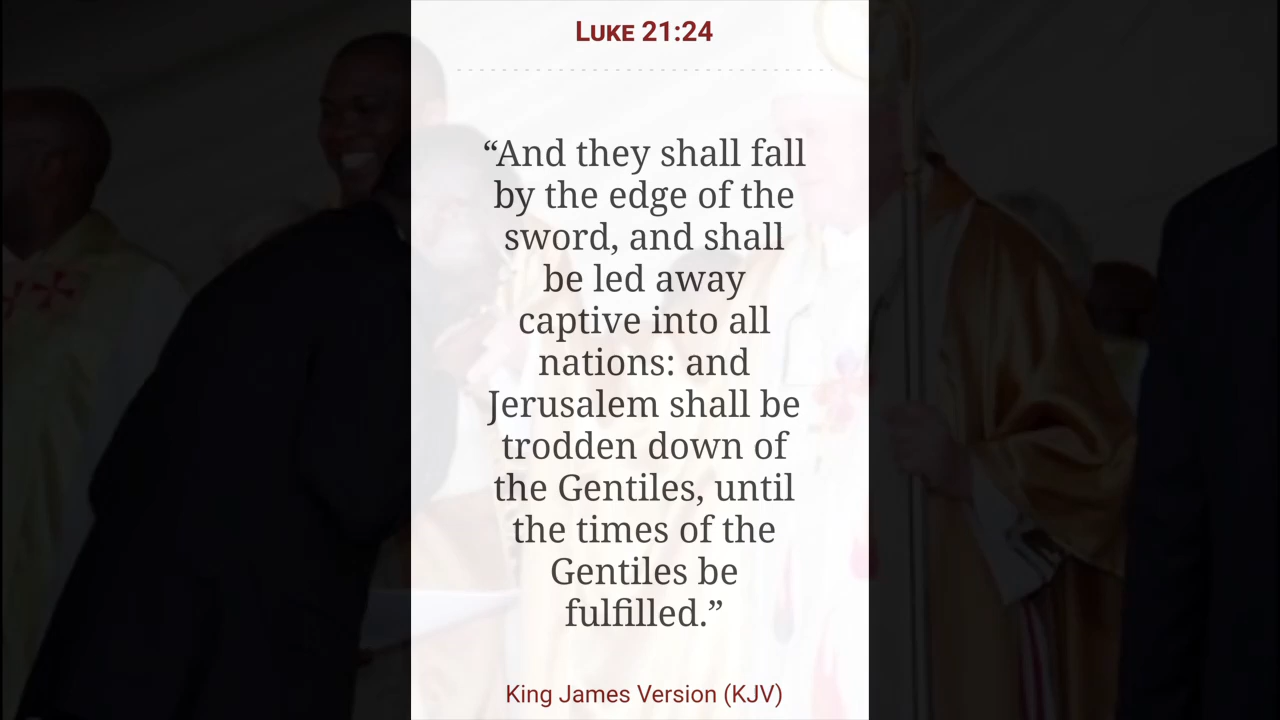 Luke 21:24
“And they shall fall
by the edge of the
sword, and shall
be led away
captive into all
nations: and
Jerusalem shall be
trodden down of
the Gentiles, until
the times of the
Gentiles be
fulfilled.”
King James Version (KJV)